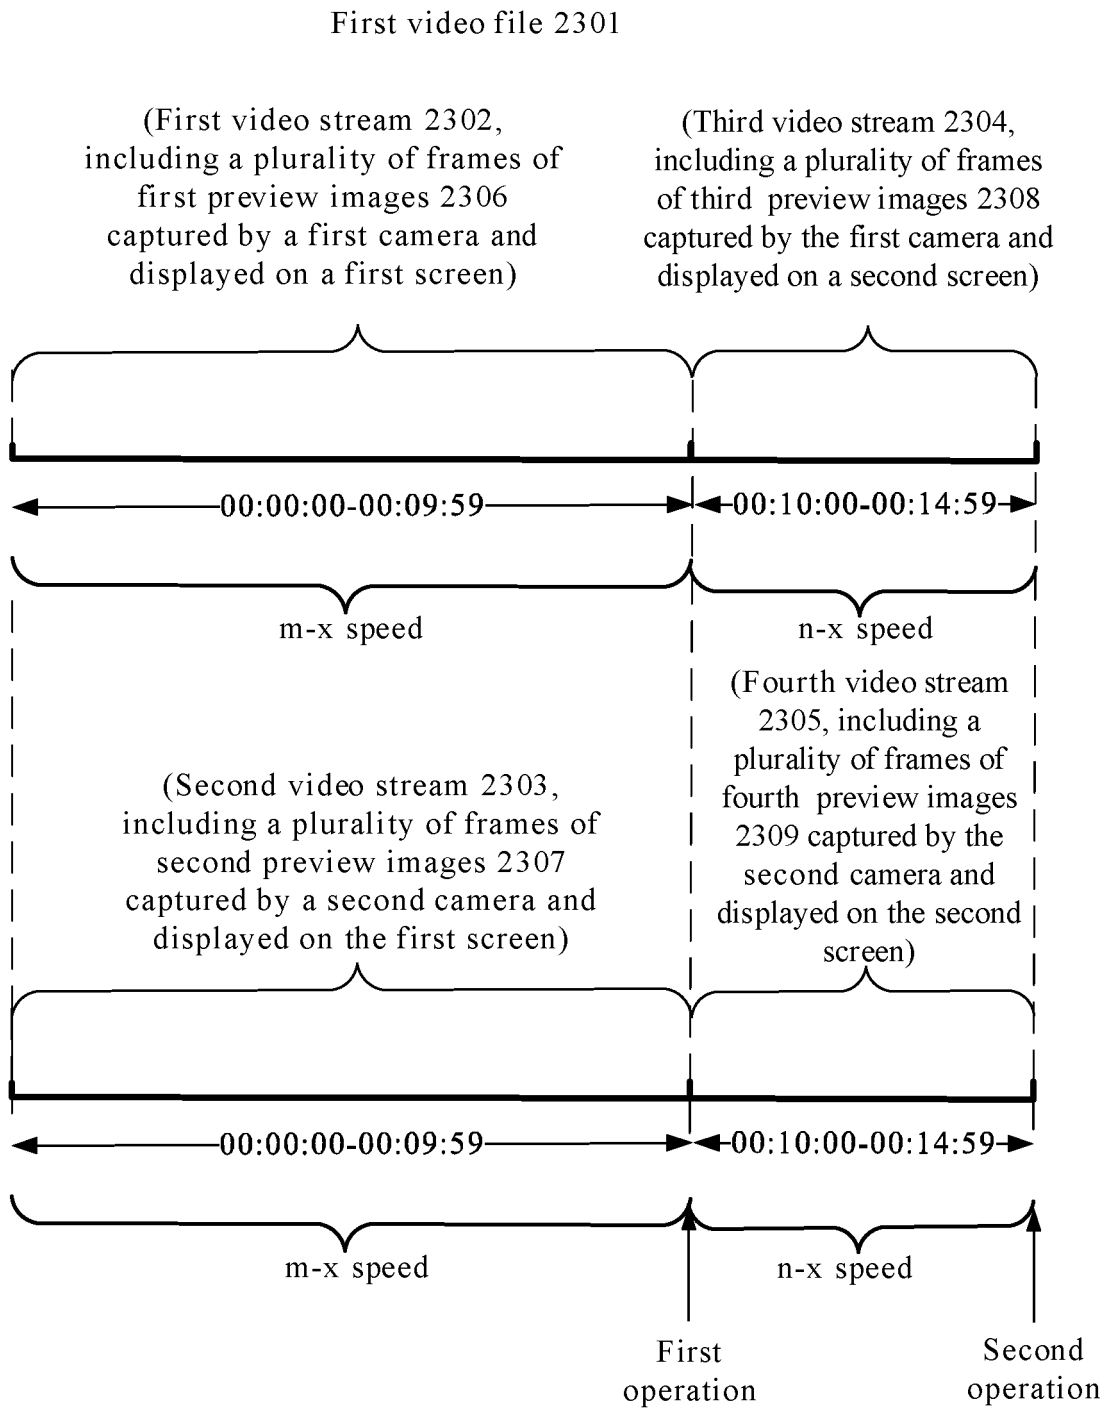 First video file 2301
(First video stream 2302,
including a plurality of frames of
first preview images 2306
captured by a first camera and
displayed on a first screen)
(Third video stream 2304,
including a plurality of frames
of third preview images 2308
captured by the first camera and
displayed on a second screen)
00:00:00-00:09:59
00:10:00-00:14:59
m-x speed
n-x speed
(Second video stream 2303,
including a plurality of frames of
second preview images 2307
captured by a second camera and
displayed on the first screen)
(Fourth video stream
2305, including a
plurality of frames of
fourth preview images
2309 captured by the
second camera and
displayed on the second
screen)
00:00:00-00:09:59
00:10:00-00:14:59
m-x speed
n-x speed
First
operation
Second
operation